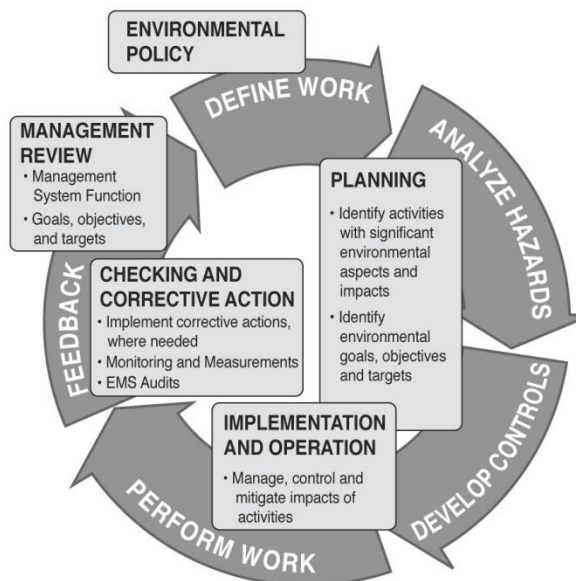 ENVIRONMENTAL
POLICY
DEFINE WORK
ANALYZE HAZARDS
MANAGEMENT
REVIEW
• Management
System Function
• Goals, objectives,
and targets
PLANNING
• Identify activities
with significant
environmental
aspects and
impacts
• Identify
environmental
goals, objectives
and targets
CHECKING AND
CORRECTIVE ACTION
• Implement corrective actions,
where needed
• Monitoring and Measurements
• EMS Audits
FEEDBACK
IMPLEMENTATION
AND OPERATION
• Manage, control and
mitigate impacts of
activities
DEVELOP CONTROLS
PERFORM WORK